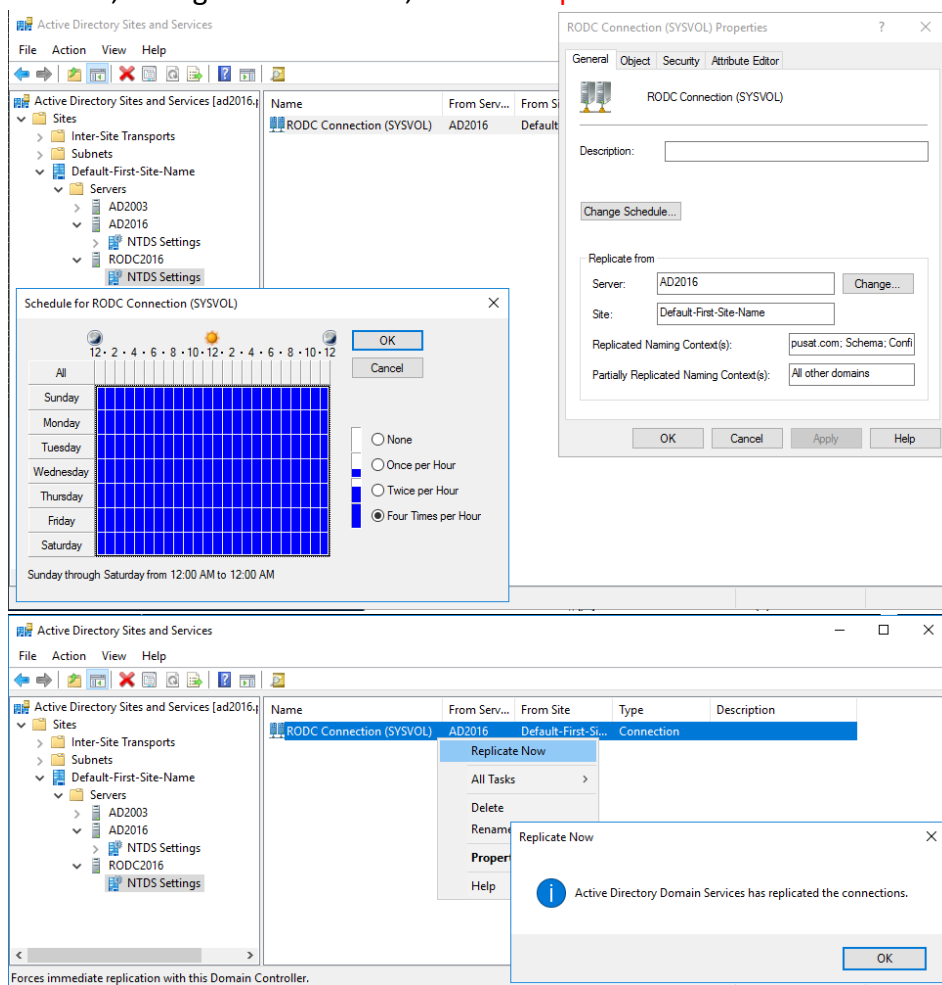 Active Directory Sites and Services
File Action View Help
Active Directory Sites and Services [ad2016.p
Sites
Inter-Site Transports
Subnets
Default-First-Site-Name
Servers
AD2003
AD2016
NTDS Settings
RODC2016
NTDS Settings
Name From Serv... From Si
RODC Connection (SYSVOL) AD2016 Default
RODC Connection (SYSVOL) Properties ?
General Object Security Attribute Editor
RODC Connection (SYSVOL)
Description:
Change Schedule...
Replicate from
Server: AD2016 Change...
Site: Default-First-Site-Name
Replicated Naming Context(s): pusat.com; Schema; Confi
Partially Replicated Naming Context(s): All other domains
OK Cancel Apply Help
Schedule for RODC Connection (SYSVOL)
12 · 2 · 4 · 6 · 8 · 10 · 12 · 2 · 4 · 6 · 8 · 10 · 12
All
Sunday
Monday
Tuesday
Wednesday
Thursday
Friday
Saturday
OK
Cancel
None
Once per Hour
Twice per Hour
Four Times per Hour
Sunday through Saturday from 12:00 AM to 12:00 AM
Active Directory Sites and Services
File Action View Help
Active Directory Sites and Services [ad2016.p
Sites
Inter-Site Transports
Subnets
Default-First-Site-Name
Servers
AD2003
AD2016
NTDS Settings
RODC2016
NTDS Settings
Name From Serv... From Site Type Description
RODC Connection (SYSVOL) AD2016 Default-First-Si... Connection
Replicate Now
All Tasks
Delete
Rename
Proper
Help
Replicate Now
Active Directory Domain Services has replicated the connections.
OK
Forces immediate replication with this Domain Controller.